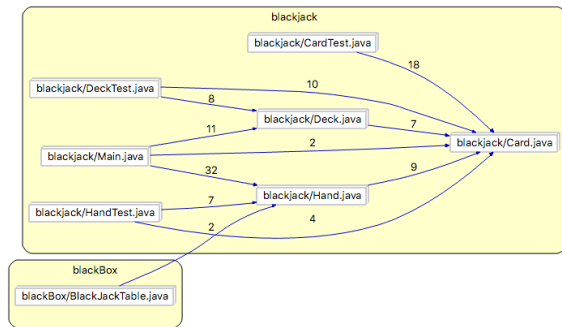 blackjack
blackjack/CardTest.java
18
blackjack/DeckTest.java
10
8
blackjack/Deck.java
7
11
blackjack/Card.java
2
blackjack/Main.java
32
9
blackjack/Hand.java
7
blackjack/HandTest.java
4
2
blackBox
blackBox/BlackJackTable.java